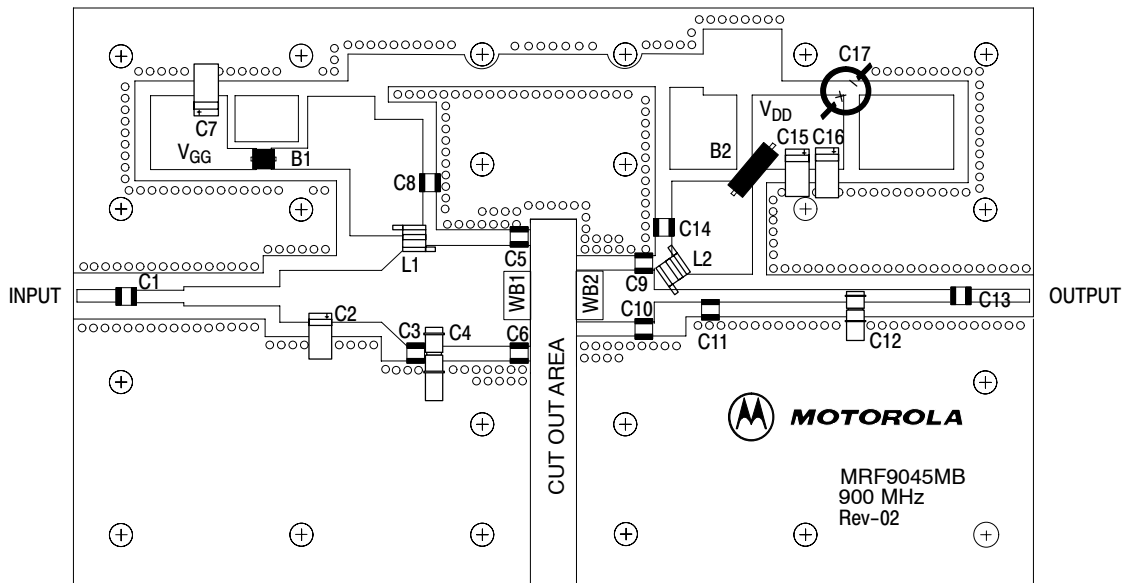 C17
C7
VGG
B1
VDD
C15
C16
B2
C8
C14
C5
L1
C9
L2
C1
INPUT
WB1
WB2
C13
OUTPUT
C2
C3
C4
C6
C10
C11
C12
CUT OUT AREA
MOTOROLA
MRF9045MB
900 MHz
Rev−02